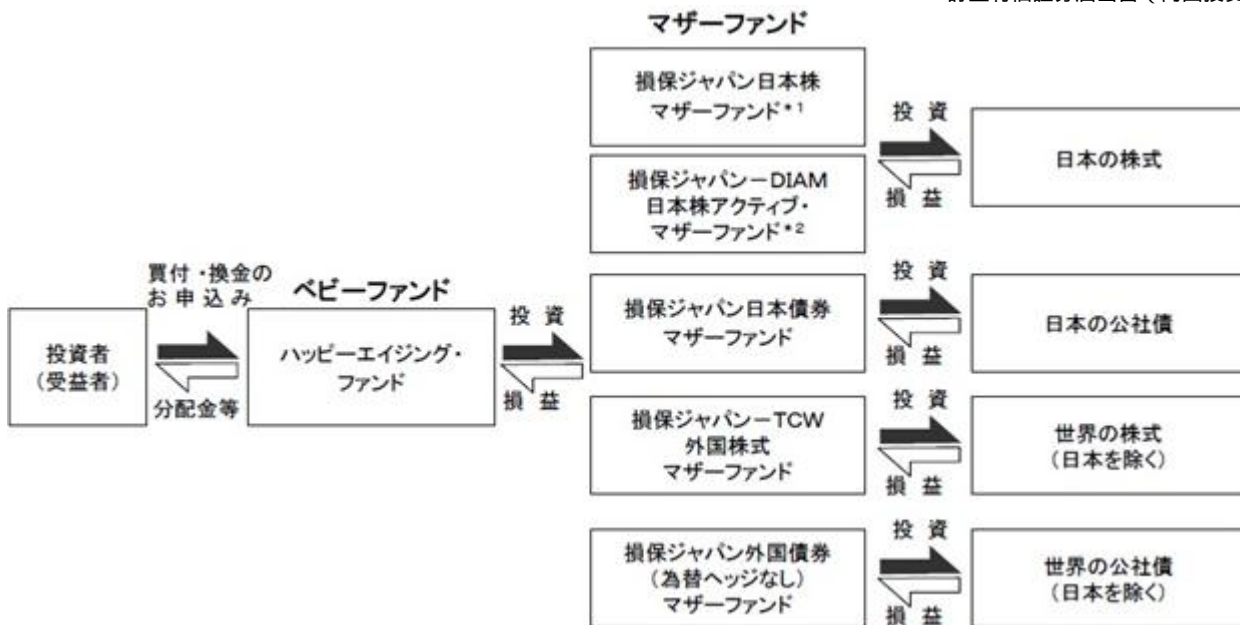 マザーファンド
損保ジャパン日本株
マザーファンド*1
損保ジャパン－DIAM
日本株アクティブ・
マザーファンド*2
投資
損益
日本の株式
買付・換金の
お申込み
投資者
(受益者)
分配金等
ベビーファンド
ハッピーエイジング・
ファンド
投資
損益
損保ジャパン日本債券
マザーファンド
投資
損益
日本の公社債
損保ジャパン－TCW
外国株式
マザーファンド
投資
損益
世界の株式
(日本を除く)
損保ジャパン外国債券
(為替ヘッジなし)
マザーファンド
投資
損益
世界の公社債
(日本を除く)